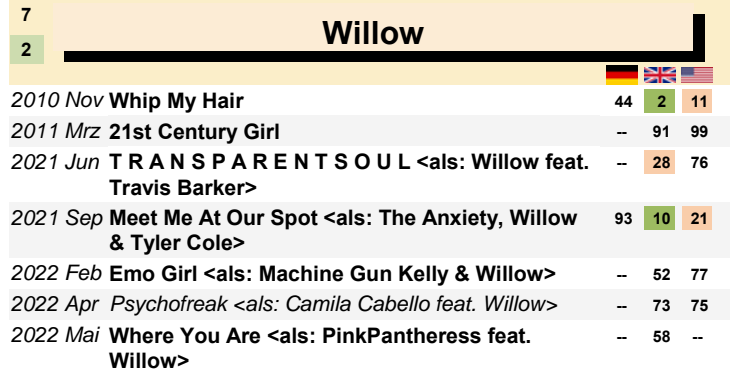 7
Willow
2
2010 Nov Whip My Hair 44 2 11
2011 Mrz 21st Century Girl -- 91 99
2021 Jun T R A N S P A R E N T S O U L <als: Willow feat. -- 28 76
Travis Barker>
2021 Sep Meet Me At Our Spot <als: The Anxiety, Willow 93 10 21
& Tyler Cole>
2022 Feb Emo Girl <als: Machine Gun Kelly & Willow> -- 52 77
2022 Apr Psychofreak <als: Camila Cabello feat. Willow> -- 73 75
2022 Mai Where You Are <als: PinkPantheress feat. -- 58 --
Willow>